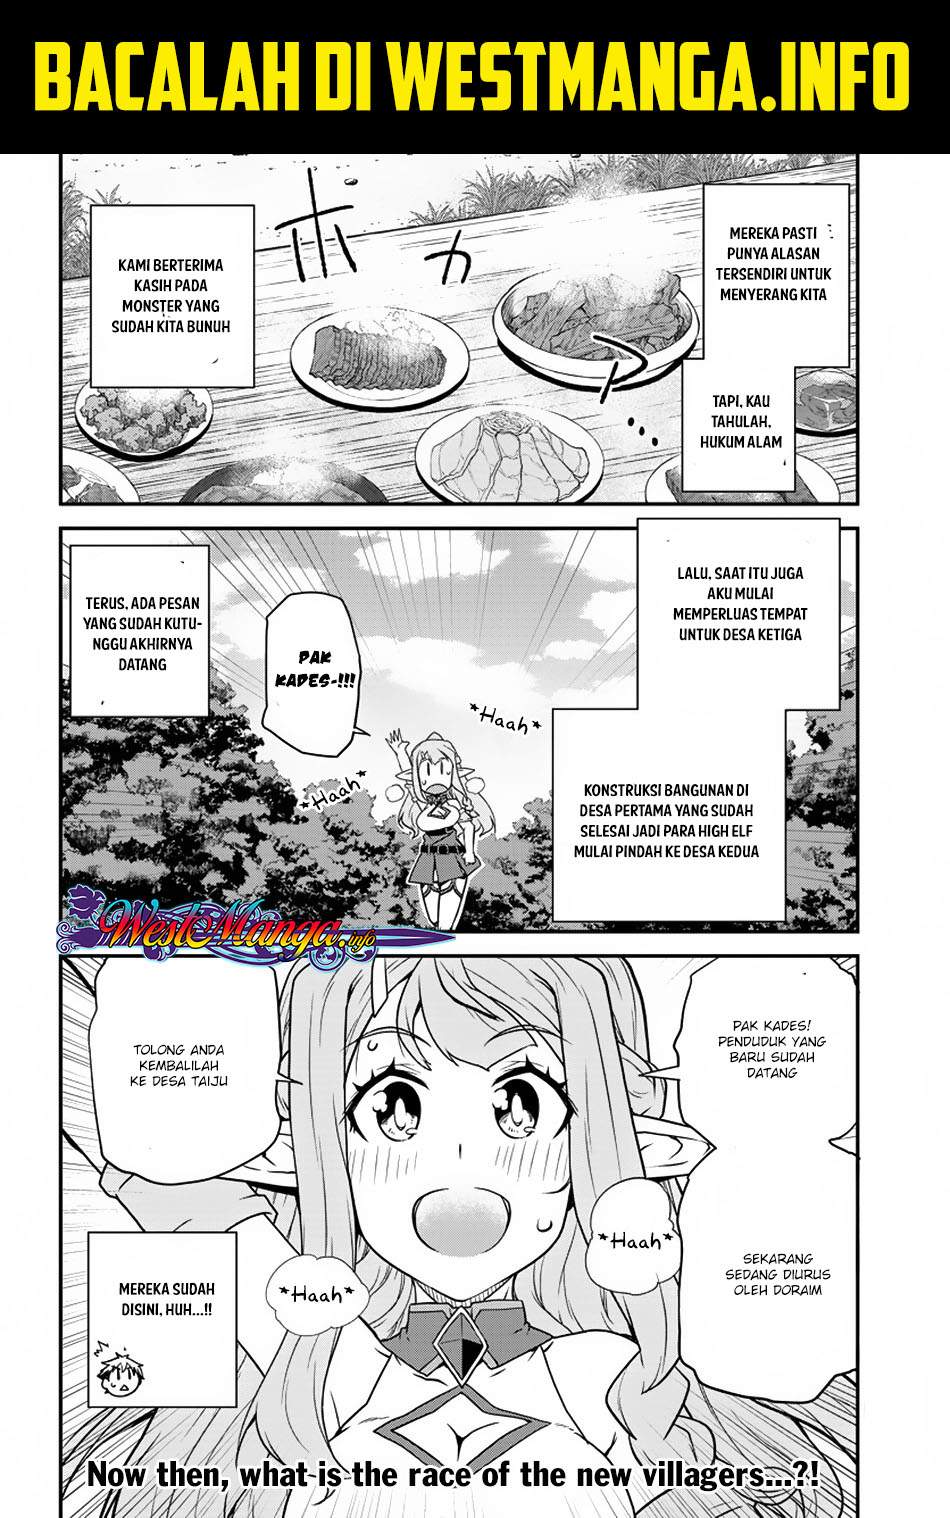 BACALAH DI WESTMANGA.INFO
MEREKA PASTI
PUNYA ALASAN
TERSENDIRI UNTUK
MENYERANG KITA
KAMI BERTERIMA
KASIH PADA
MONSTER YANG
SUDAH KITA BUNUH
TAPI, KAU
TAHULAH,
HUKUM ALAM
ホ
カ
LALU, SAAT ITU JUGA
AKU MULAI
MEMPERLUAS TEMPAT
UNTUK DESA KETIGA
TERUS, ADA PESAN
YANG SUDAH KUTU-
NGGU AKHIRNYA
DATANG
PAK
KADES-!!!
*Haah*
*Haah*
KONSTRUKSI BANGUNAN DI
DESA PERTAMA YANG SUDAH
SELESAI JADI PARA HIGH ELF
MULAI PINDAH KE DESA KEDUA
WestManga.info
PAK KADES!
PENDUDUK YANG
BARU SUDAH
DATANG
TOLONG ANDA
KEMBALILAH
KE DESA TAIJU
*Haah*
*Haah*
SEKARANG
SEDANG DIURUS
OLEH DORAIM
MEREKA SUDAH
DISINI, HUH...!!
Now then, what is the race of the new villagers...?!